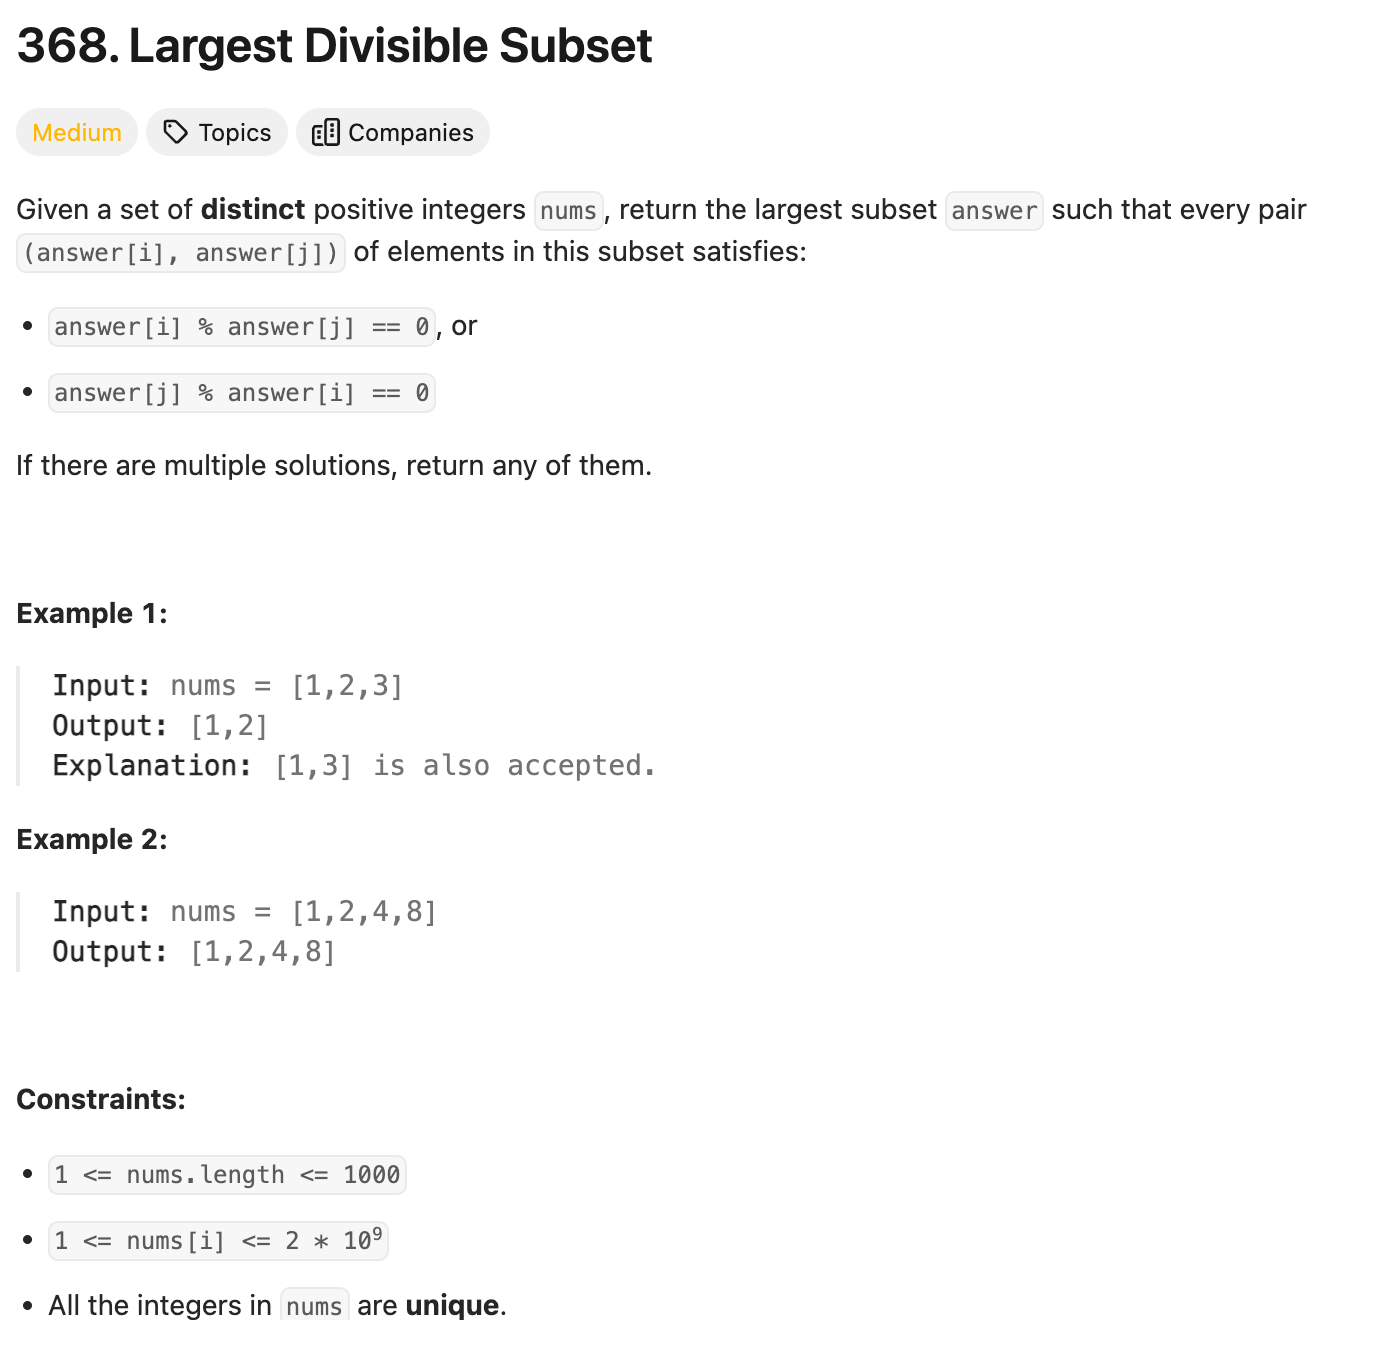 368. Largest Divisible Subset
Medium Topics Companies
Given a set of distinct positive integers nums, return the largest subset answer such that every pair
(answer[i], answer[j]) of elements in this subset satisfies:
• answer[i] % answer[j] == 0, or
• answer[j] % answer[i] == 0
If there are multiple solutions, return any of them.
Example 1:
Input: nums = [1,2,3]
Output: [1,2]
Explanation: [1,3] is also accepted.
Example 2:
Input: nums = [1,2,4,8]
Output: [1,2,4,8]
Constraints:
• 1 <= nums.length <= 1000
• 1 <= nums[i] <= 2 * 10⁹
• All the integers in nums are unique.